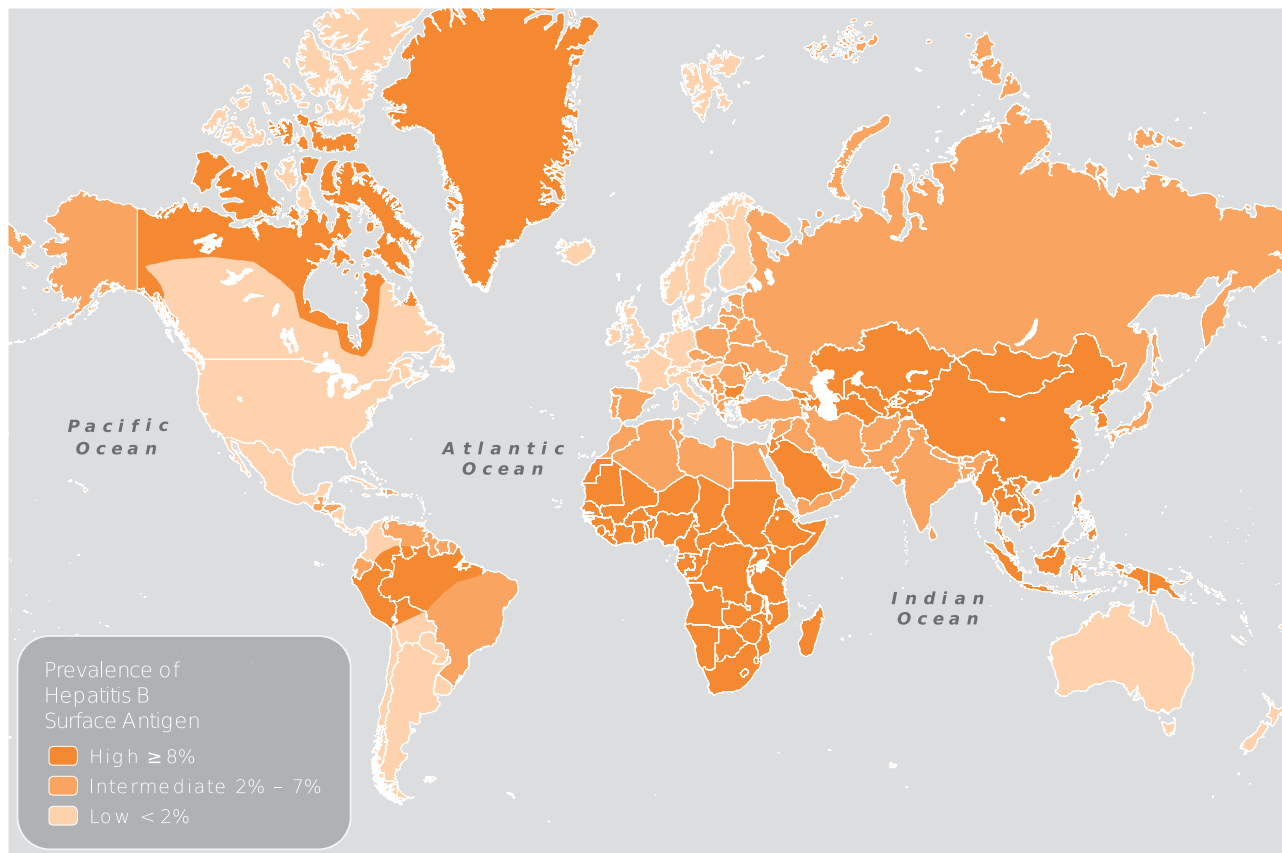 Pacific
Ocean
Atlantic
Ocean
Indian
Ocean
Prevalence of
Hepatitis B
Surface Antigen
High ≥ 8%
Intermediate 2% – 7%
Low < 2%